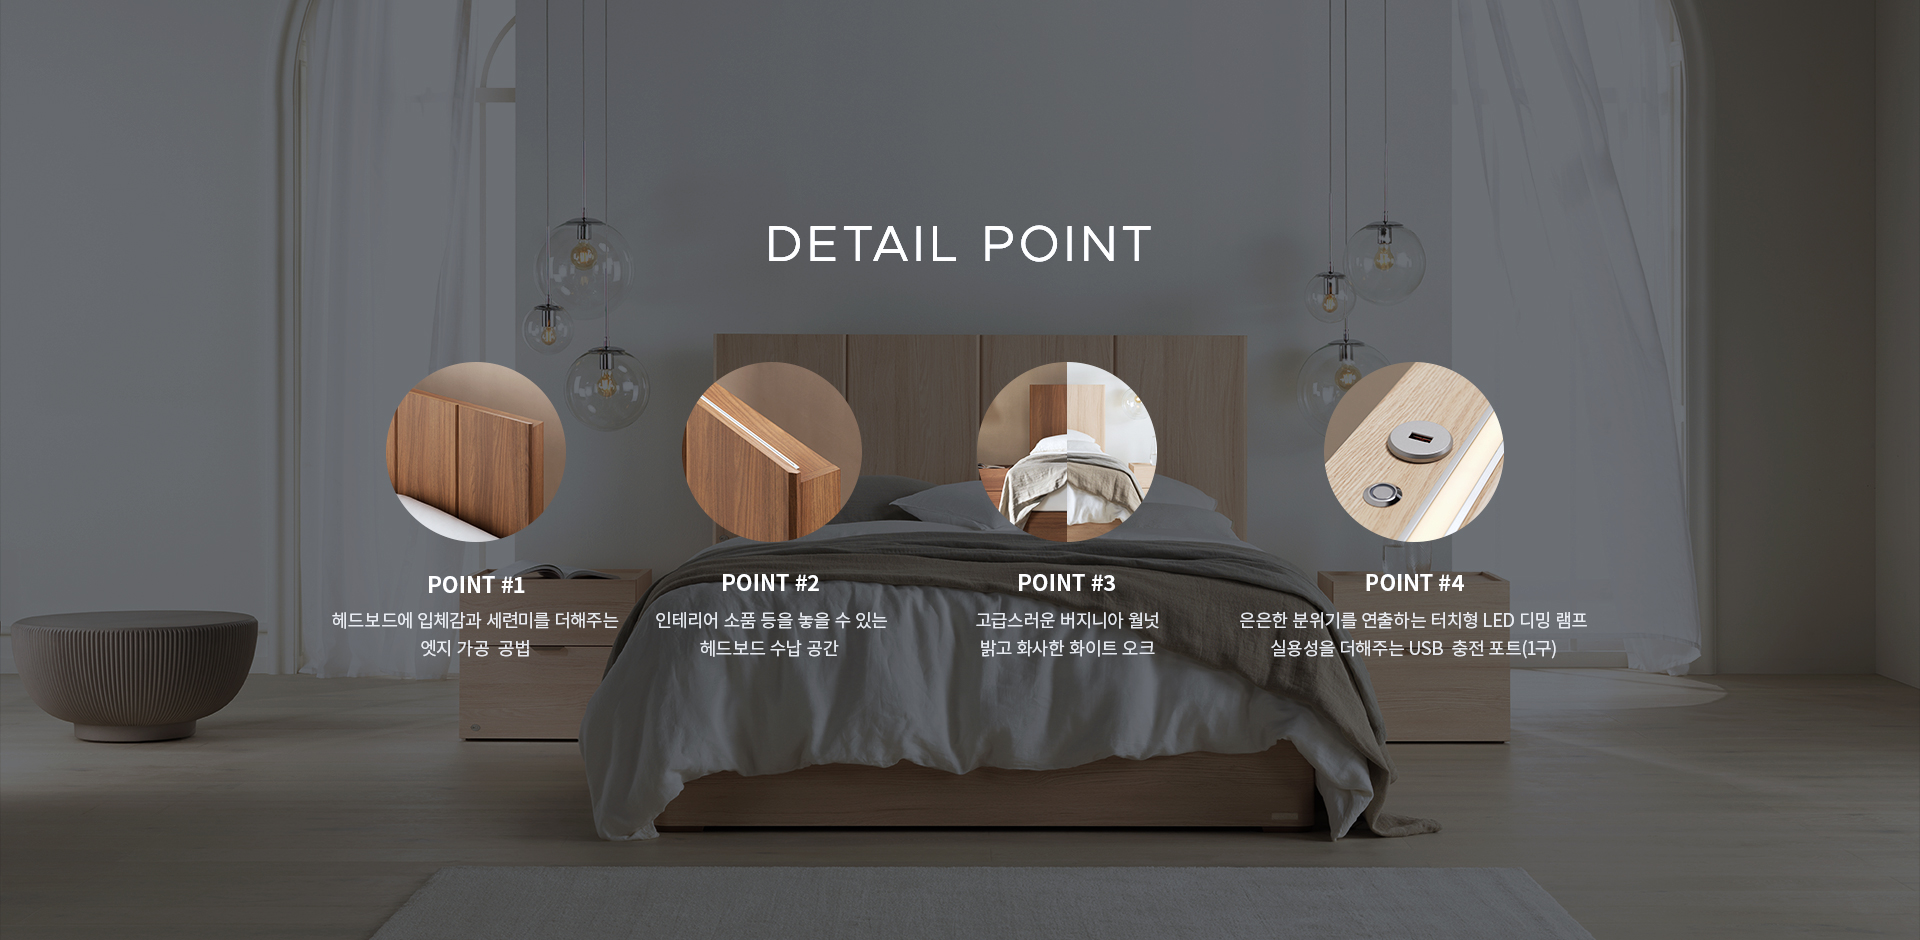 DETAIL POINT
POINT #1
헤드보드에 입체감과 세련미를 더해주는
엣지 가공 공법
POINT #2
인테리어 소품 등을 놓을 수 있는
헤드보드 수납 공간
POINT #3
고급스러운 버지니아 월넛
밝고 화사한 화이트 오크
POINT #4
은은한 분위기를 연출하는 터치형 LED 디밍 램프
실용성을 더해주는 USB 충전 포트(1구)